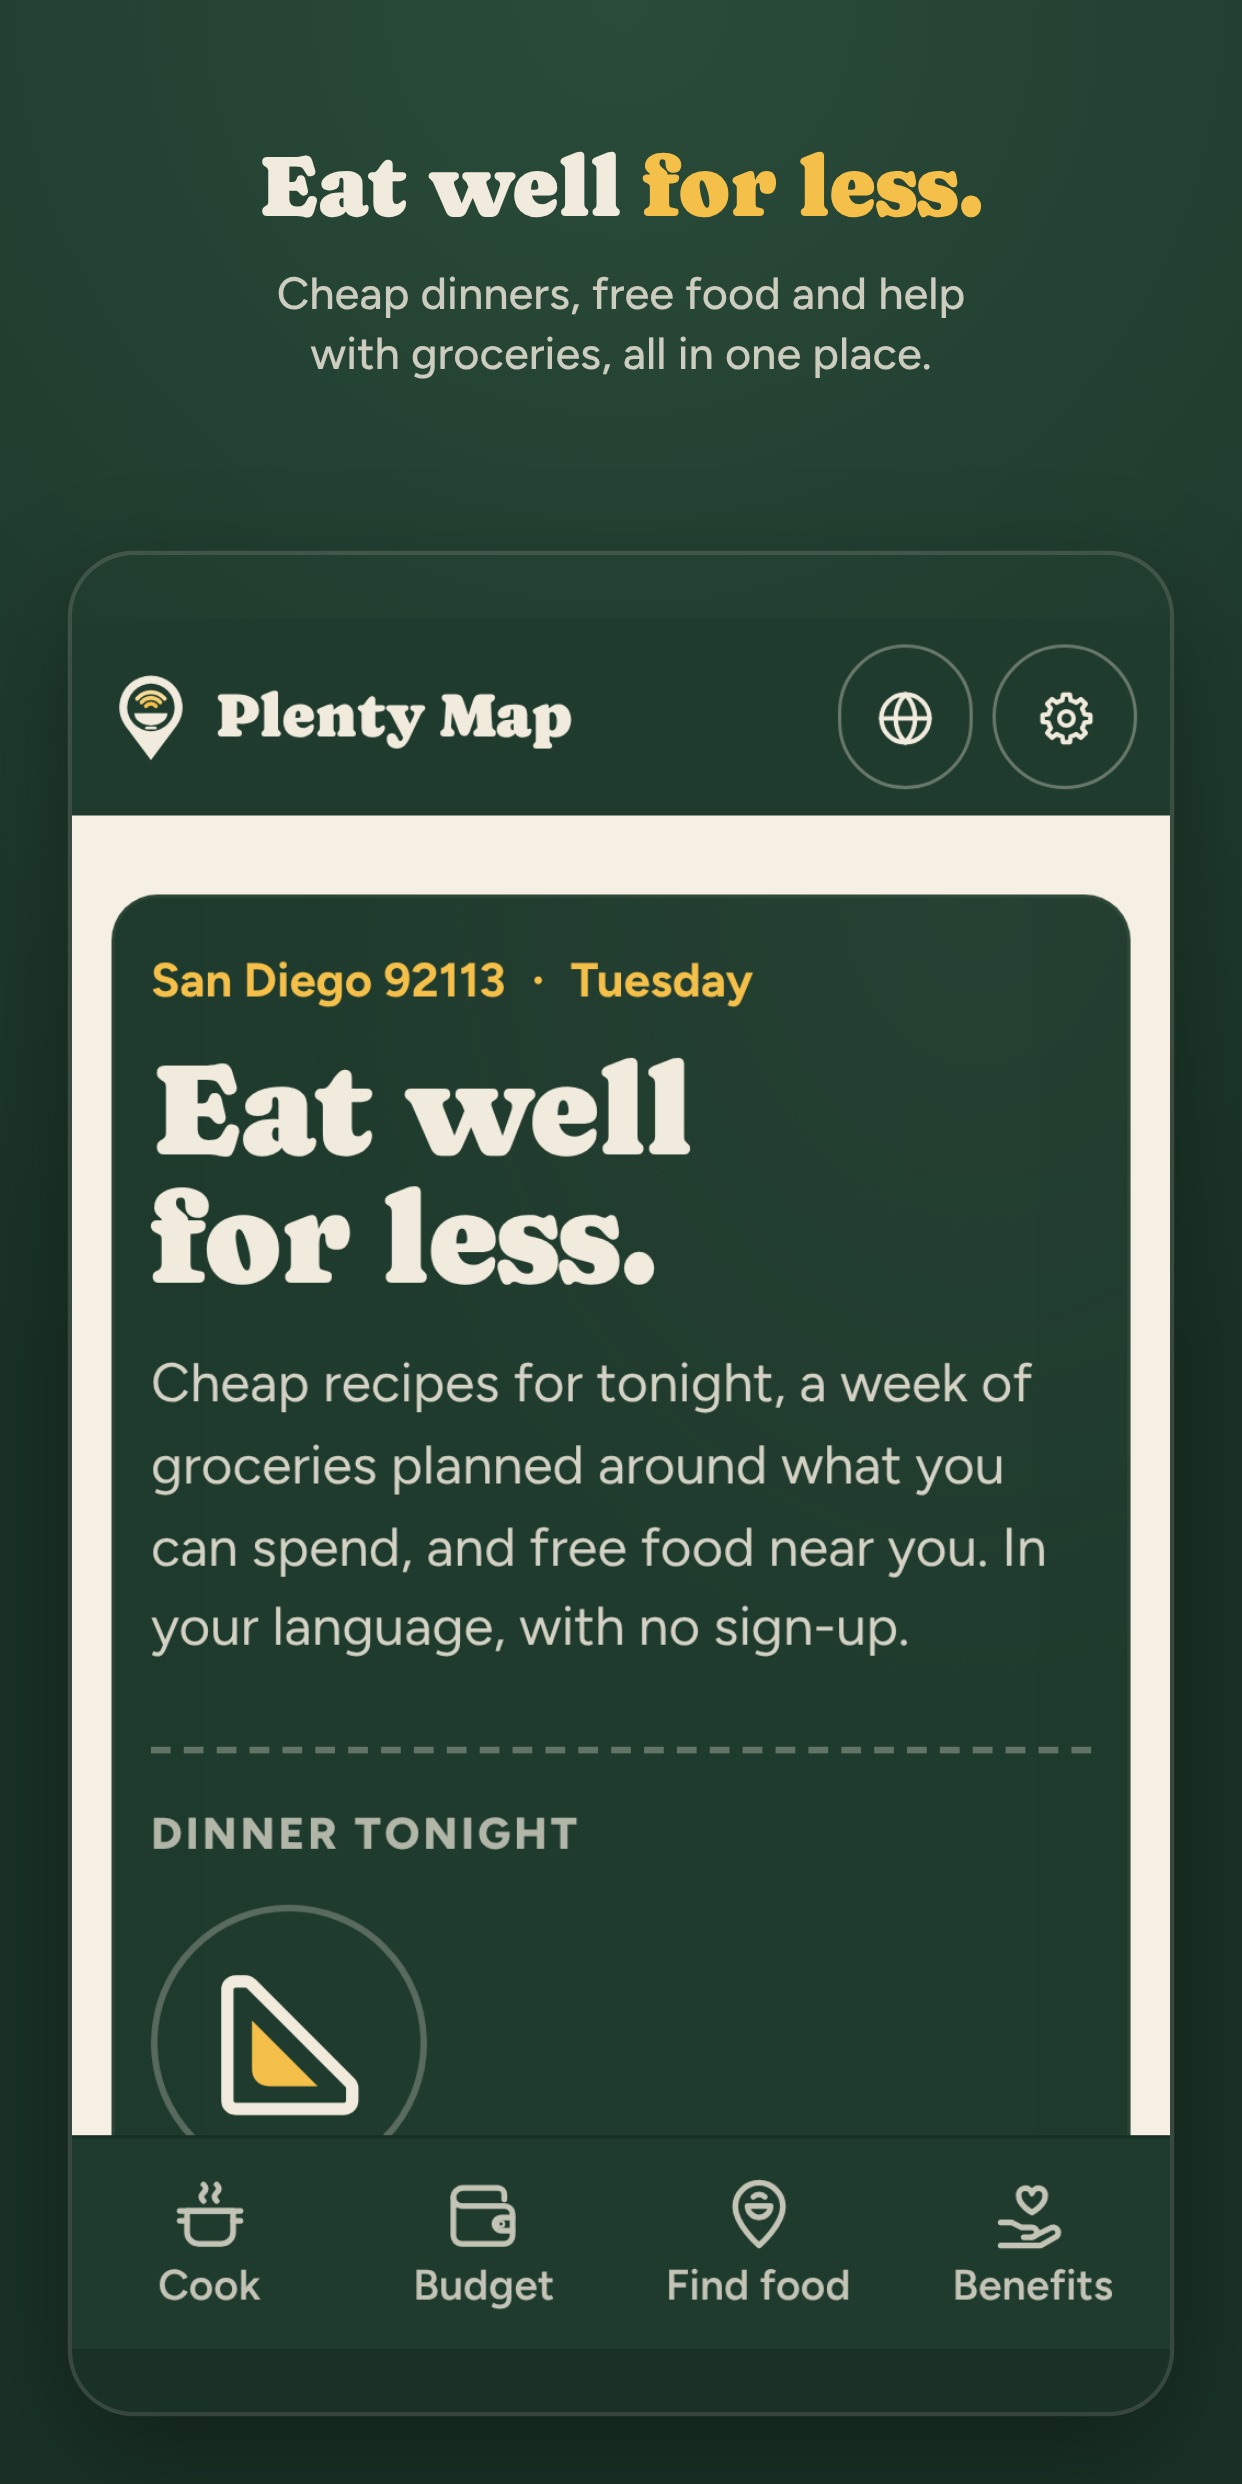 Eat well for less.
Cheap dinners, free food and help
with groceries, all in one place.
Plenty Map
San Diego 92113 · Tuesday
Eat well
for less.
Cheap recipes for tonight, a week of
groceries planned around what you
can spend, and free food near you. In
your language, with no sign-up.
DINNER TONIGHT
Cook
Budget
Find food
Benefits